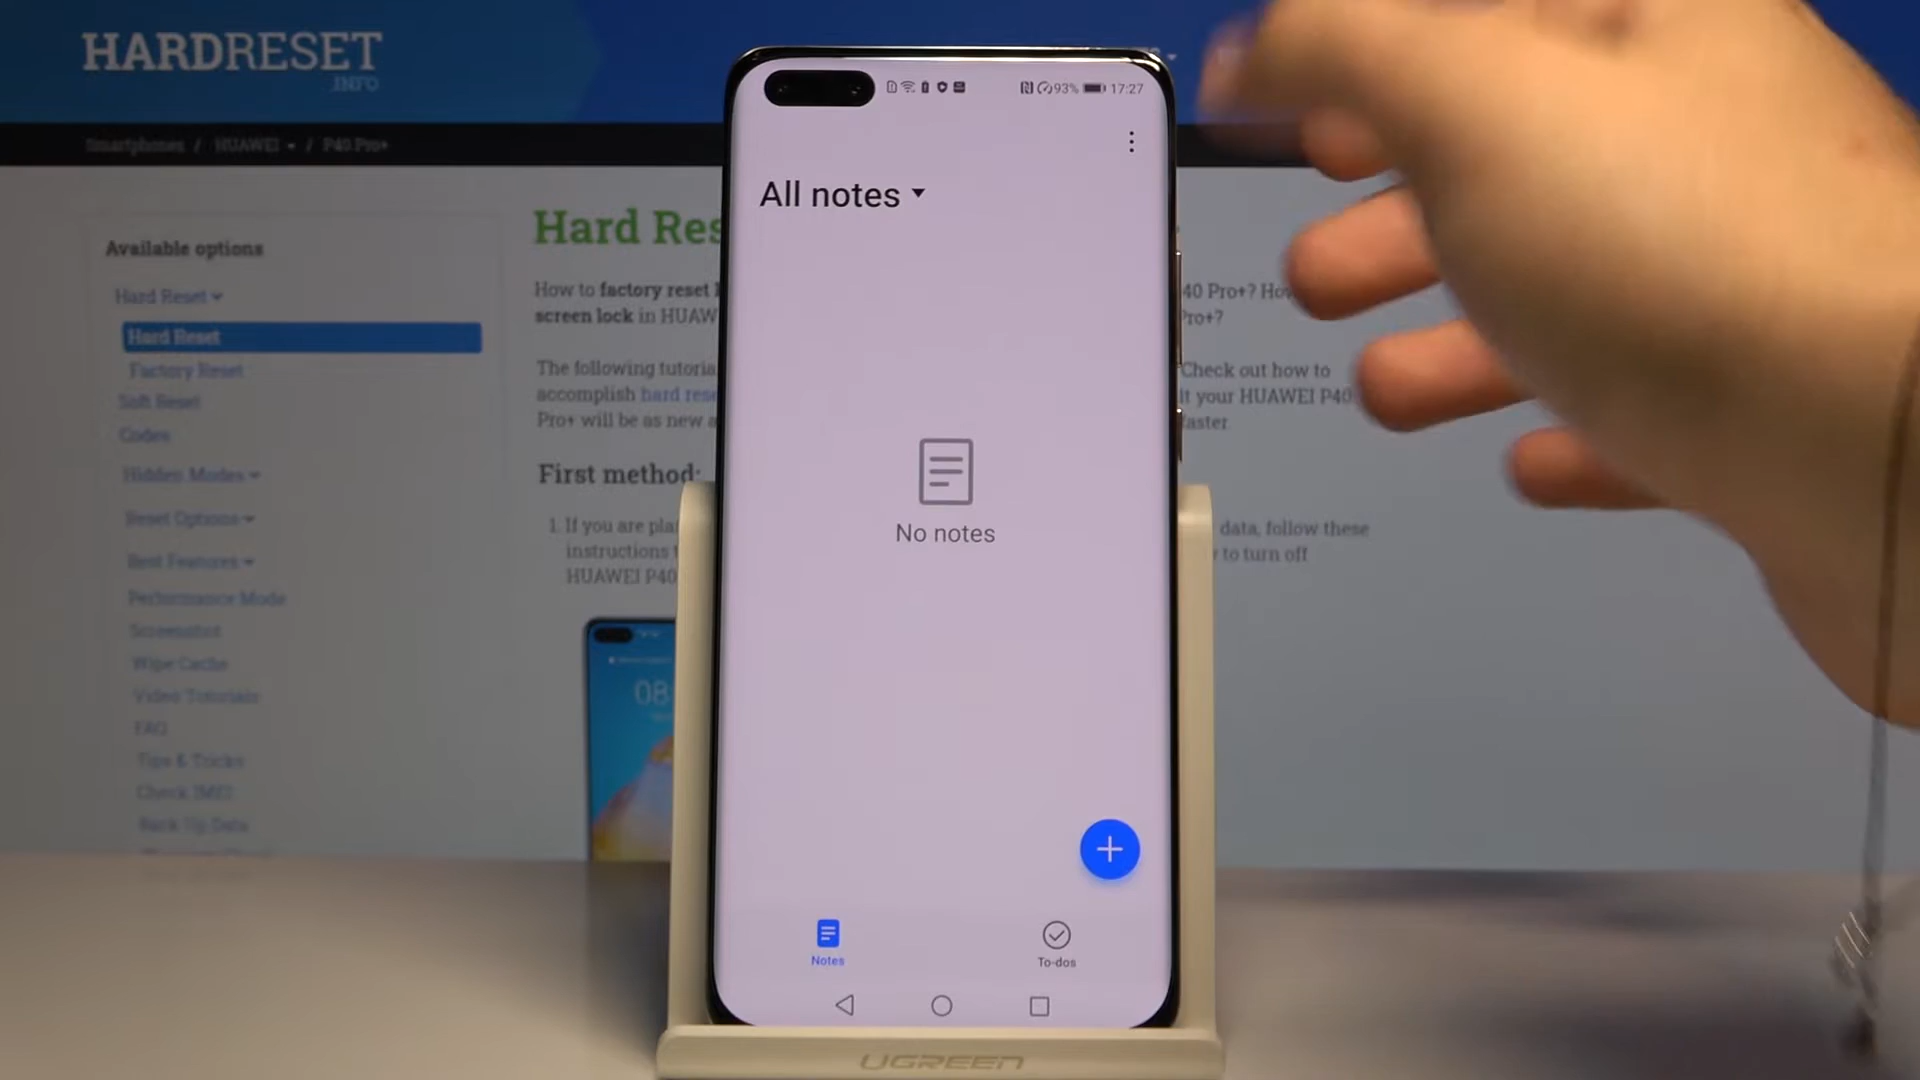 HARDRESET
.INFO
Smartphones / HUAWEI / P40 Pro+
Available options
Hard Reset
Hard Reset
Factory Reset
Soft Reset
Codes
Hidden Modes
Reset Options
Best Features
Performance Mode
Screenshot
Wipe Cache
Video Tutorials
FAQ
Tips & Tricks
Check IMEI
Back Up Data
Hard Res
How to factory reset
screen lock in HUAW
The following tutoria
accomplish hard rese
Pro+ will be as new a
First method:
1. If you are pla
instructions t
HUAWEI P40
08
40 Pro+? How
Pro+?
Check out how to
lt your HUAWEI P40
faster
data, follow these
to turn off
93% 17:27
All notes
No notes
Notes
To-dos
UGREEN